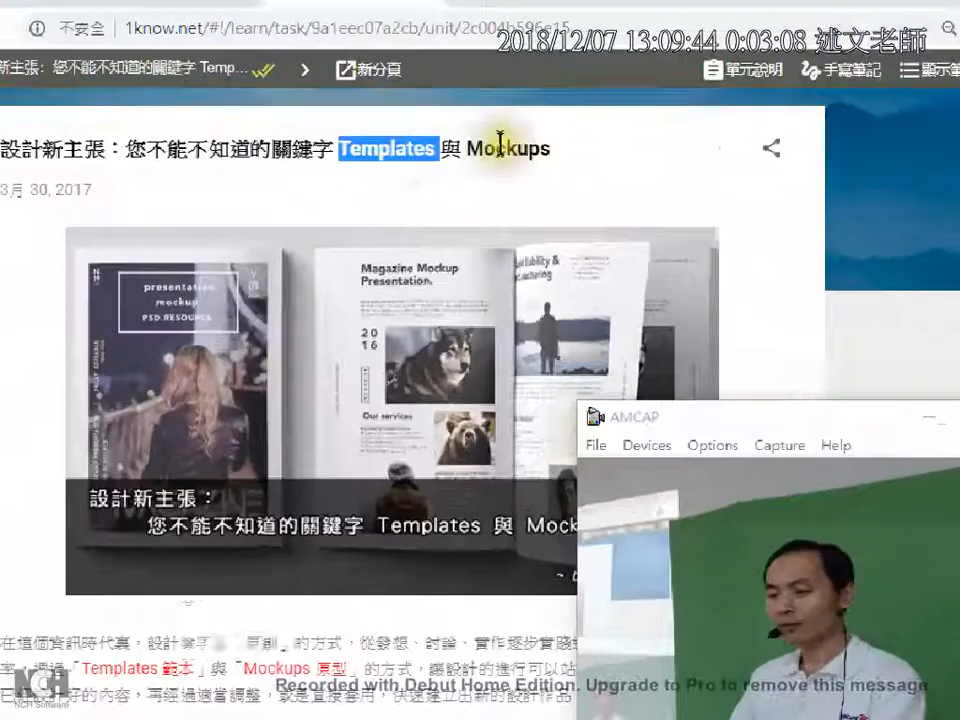 不安全 1know.net/#!/learn/task/9a1eec07a2cb/unit/2c004b596e15
2018/12/07 13:09:44 0:03:08 述文老師
新主張：您不能不知道的關鍵字 Temp...
新分頁
單元說明
手寫筆記
顯示筆
設計新主張：您不能不知道的關鍵字 Templates 與 Mockups
3月 30, 2017
presentation
mockup
PSD RESOURCE
Magazine Mockup
Presentation.
20
16
Our services
設計新主張：
您不能不知道的關鍵字 Templates 與 Mock
AMCAP
File Devices Options Capture Help
在這個資訊時代裏，設計 的方式，從發想、討論、實作逐步實踐
率，透過「Templates 範本」與「Mockups 原型」的方式，讓設計的進行可以站
好的內容，再經過適當調整，或是直接套用，快速建立出新的設計作品
NCH
NCH Software
Recorded with Debut Home Edition. Upgrade to Pro to remove this message